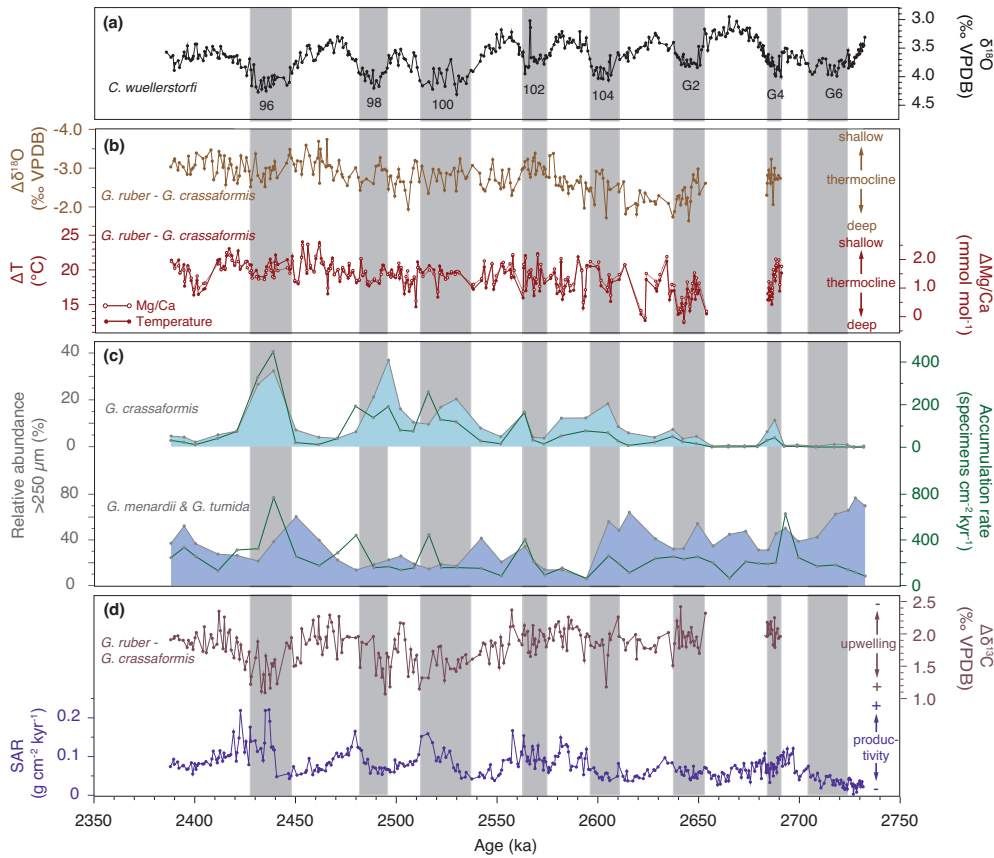 (a)
C. wuellerstorfi
96
98
100
102
104
G2
G4
G6
3.0
3.5
4.0
4.5
δ18O
(‰ VPDB)
(b)
Δδ18O
(‰ VPDB)
-4.0
-3.0
-2.0
G. ruber - G. crassaformis
shallow
thermocline
deep
G. ruber - G. crassaformis
ΔT
(°C)
25
20
15
Mg/Ca
Temperature
shallow
thermocline
deep
2.0
1.0
0
ΔMg/Ca
(mmol mol-1)
(c)
Relative abundance
>250 µm (%)
40
20
0
G. crassaformis
400
200
0
80
40
0
G. menardii & G. tumida
800
400
0
Accumulation rate
(specimens cm-2 kyr-1)
(d)
G. ruber -
G. crassaformis
-
upwelling
+
2.5
2.0
1.5
1.0
Δδ13C
(‰ VPDB)
SAR
(g cm-2 kyr-1)
0.2
0.1
0
+
produc-
tivity
-
2350
2400
2450
2500
2550
2600
2650
2700
2750
Age (ka)